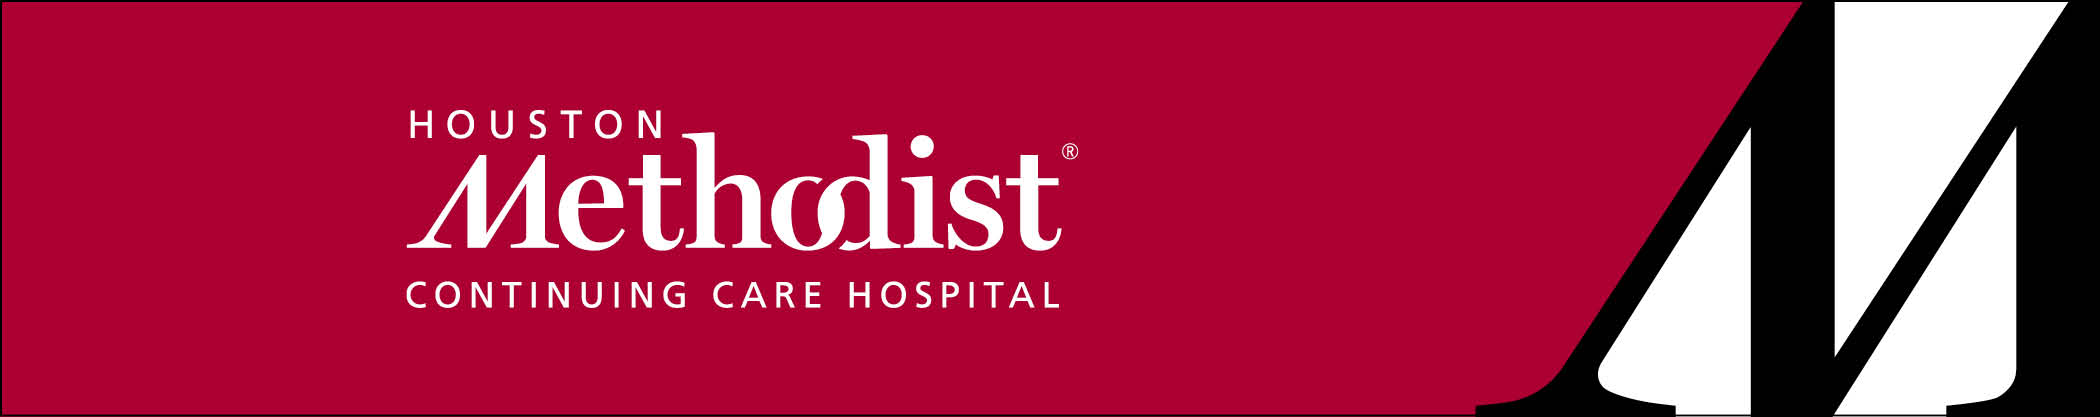 HOUSTON
Methodist®
CONTINUING CARE HOSPITAL
M